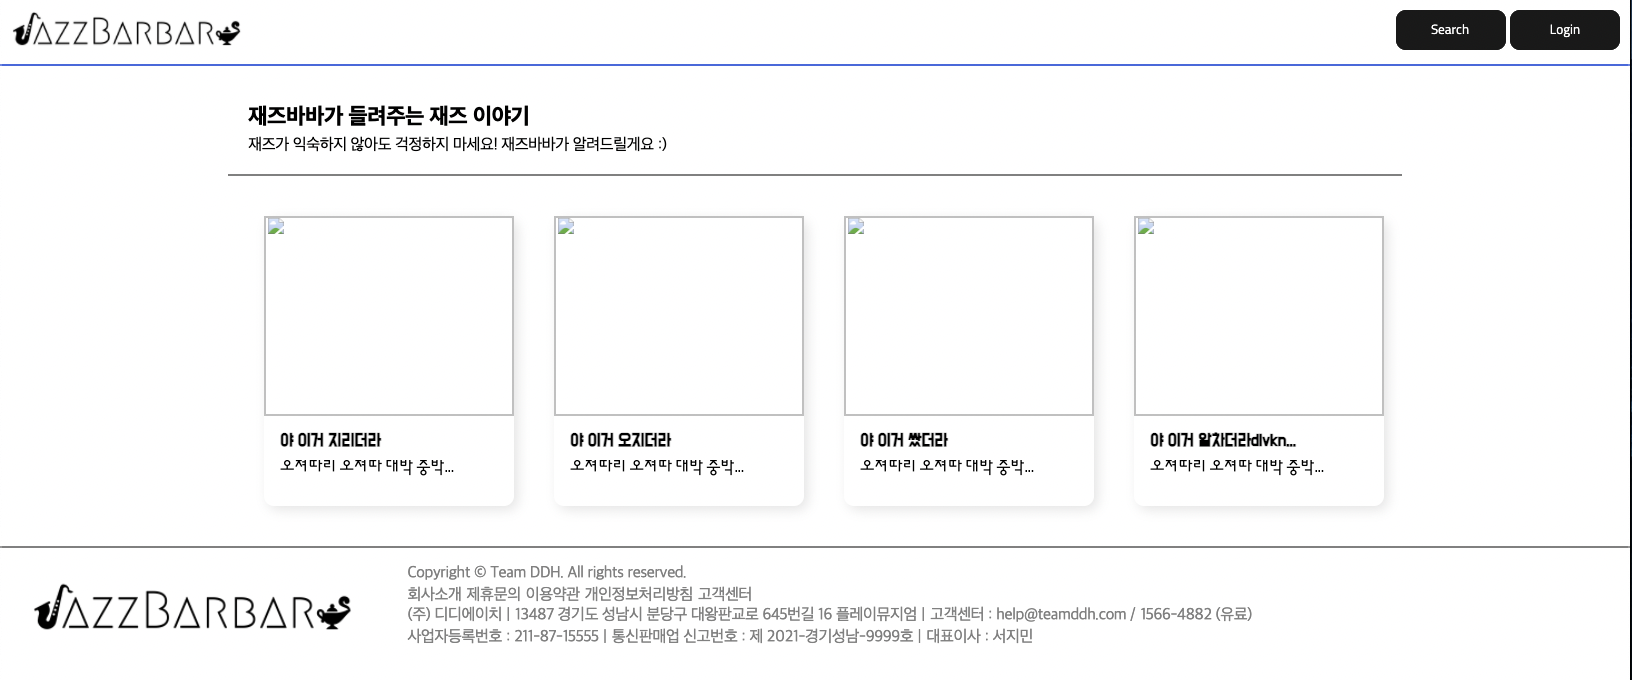 JAZZBARBAR
Search
Login
재즈바바가 들려주는 재즈 이야기
재즈가 익숙하지 않아도 걱정하지 마세요! 재즈바바가 알려드릴게요 :)
야 이거 지리더라
오져따리 오져따 대박 중박...
야 이거 오지더라
오져따리 오져따 대박 중박...
야 이거 쌌더라
오져따리 오져따 대박 중박...
야 이거 알차더라dlvkn...
오져따리 오져따 대박 중박...
JAZZBARBAR
Copyright © Team DDH. All rights reserved.
회사소개 제휴문의 이용약관 개인정보처리방침 고객센터
(주) 디디에이치 | 13487 경기도 성남시 분당구 대왕판교로 645번길 16 플레이뮤지엄 | 고객센터 : help@teamddh.com / 1566-4882 (유료)
사업자등록번호 : 211-87-15555 | 통신판매업 신고번호 : 제 2021-경기성남-9999호 | 대표이사 : 서지민